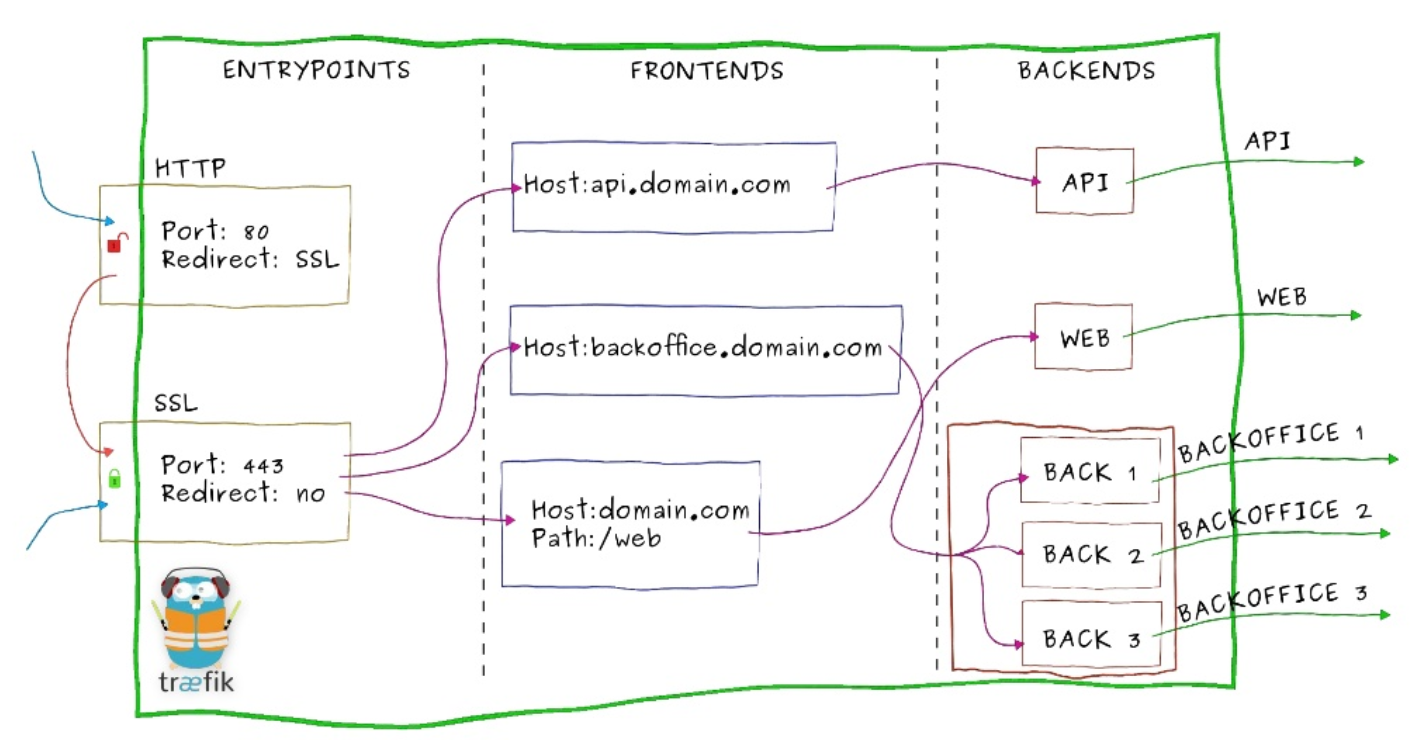 ENTRYPOINTS
FRONTENDS
BACKENDS
HTTP
Port: 80
Redirect: SSL
SSL
Port: 443
Redirect: no
træfik
Host:api.domain.com
Host:backoffice.domain.com
Host:domain.com
Path:/web
API
WEB
BACK 1
BACK 2
BACK 3
API
WEB
BACKOFFICE 1
BACKOFFICE 2
BACKOFFICE 3